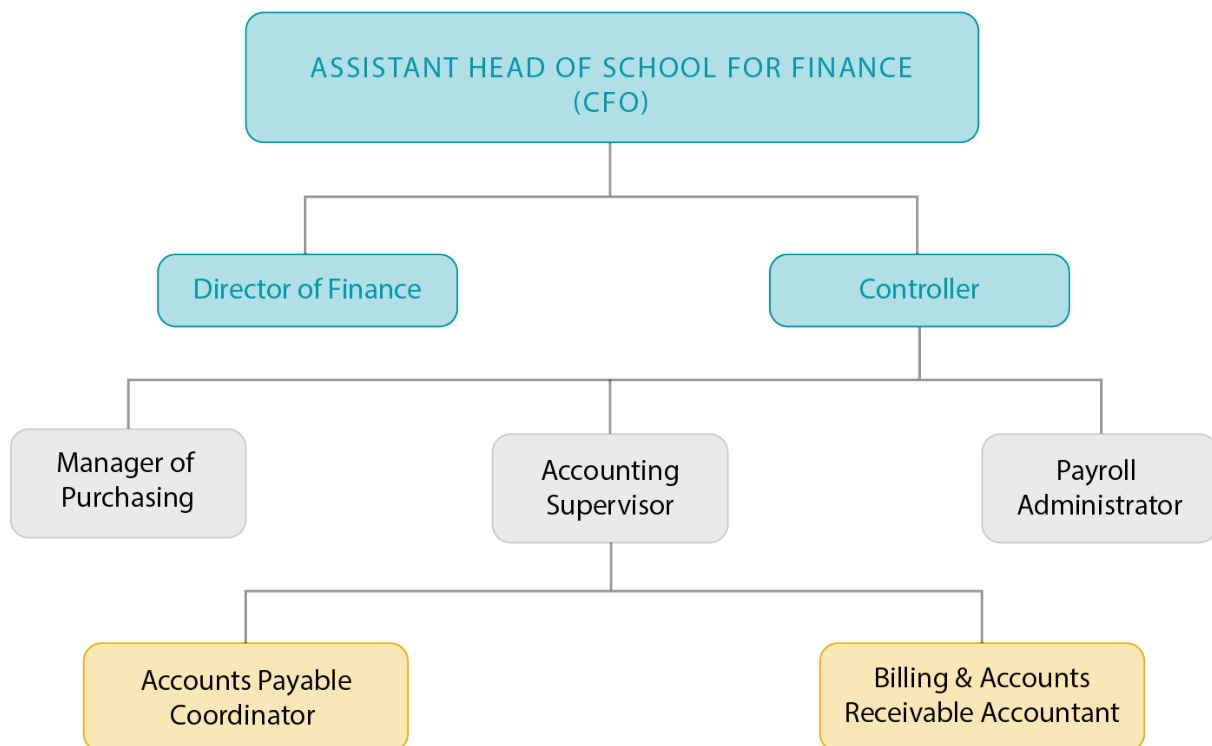 ASSISTANT HEAD OF SCHOOL FOR FINANCE
(CFO)
Director of Finance
Controller
Manager of
Purchasing
Accounting
Supervisor
Payroll
Administrator
Accounts Payable
Coordinator
Billing & Accounts
Receivable Accountant